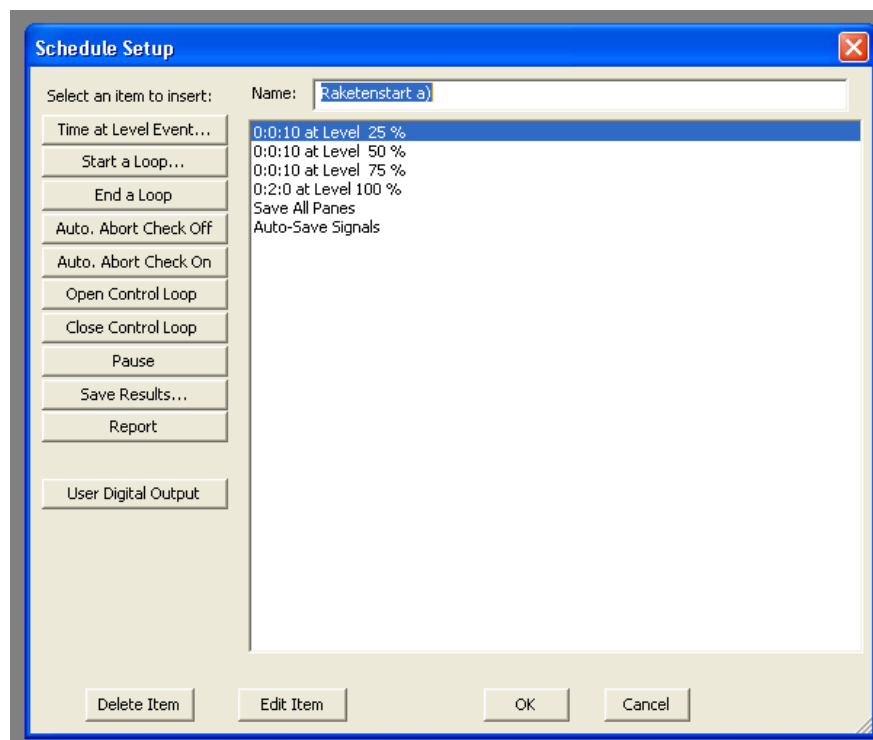 Schedule Setup
Select an item to insert:
Name: Raketenstart a)
Time at Level Event...
Start a Loop...
End a Loop
Auto. Abort Check Off
Auto. Abort Check On
Open Control Loop
Close Control Loop
Pause
Save Results...
Report
User Digital Output
0:0:10 at Level 25 %
0:0:10 at Level 50 %
0:0:10 at Level 75 %
0:2:0 at Level 100 %
Save All Panes
Auto-Save Signals
Delete Item
Edit Item
OK
Cancel